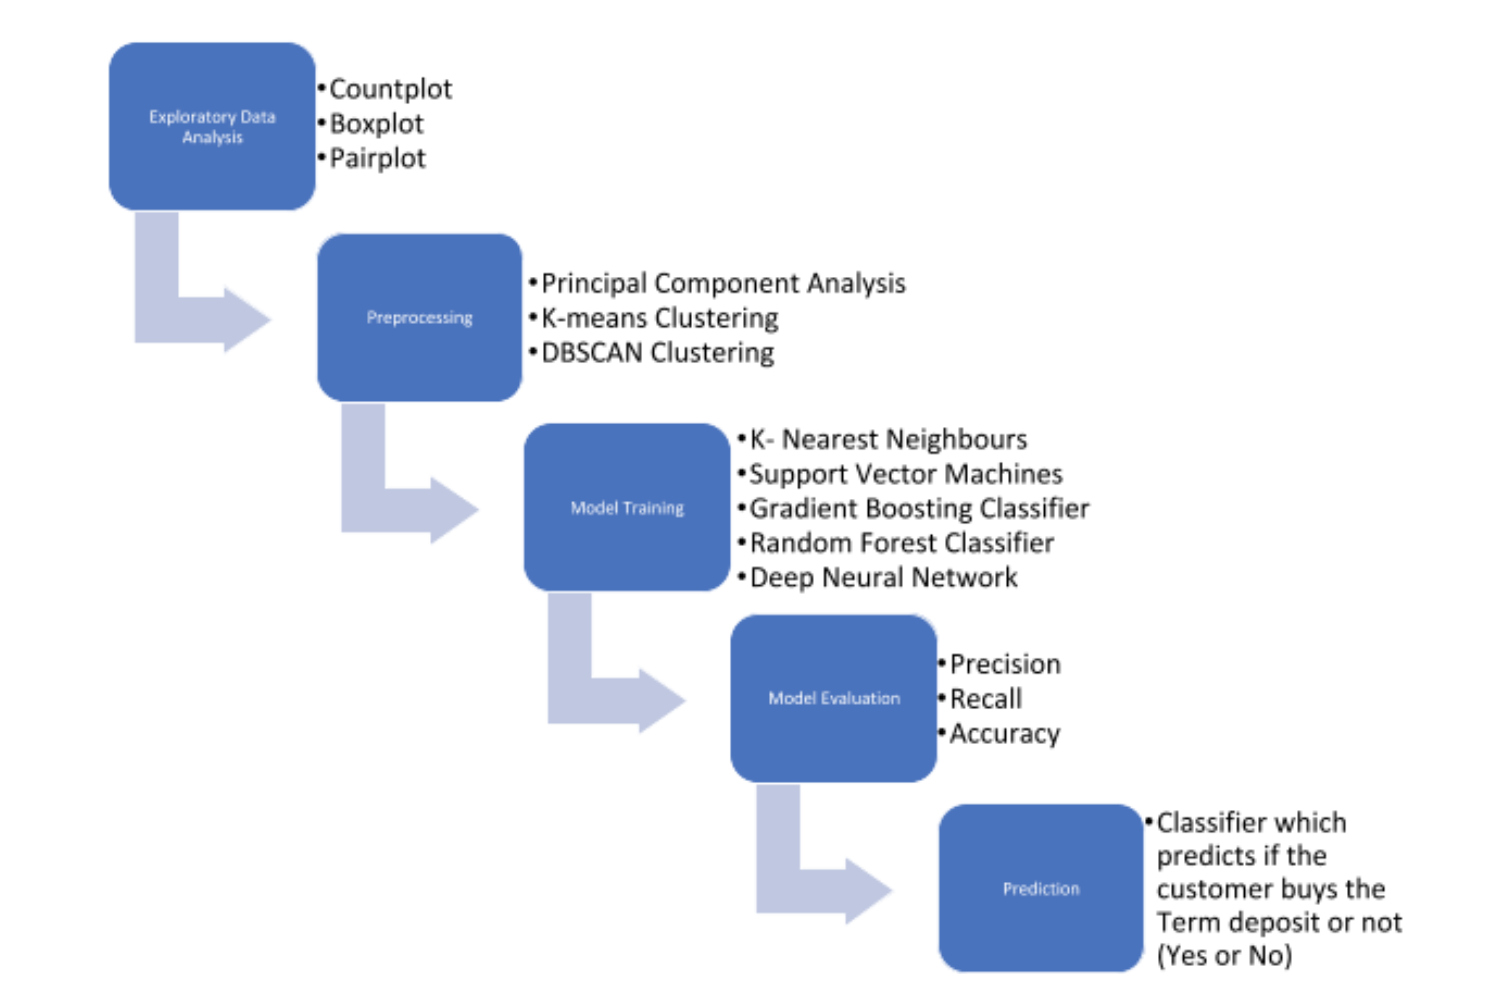 Exploratory Data
Analysis
•Countplot
•Boxplot
•Pairplot
Preprocessing
•Principal Component Analysis
•K-means Clustering
•DBSCAN Clustering
Model Training
•K- Nearest Neighbours
•Support Vector Machines
•Gradient Boosting Classifier
•Random Forest Classifier
•Deep Neural Network
Model Evaluation
•Precision
•Recall
•Accuracy
Prediction
•Classifier which
predicts if the
customer buys the
Term deposit or not
(Yes or No)